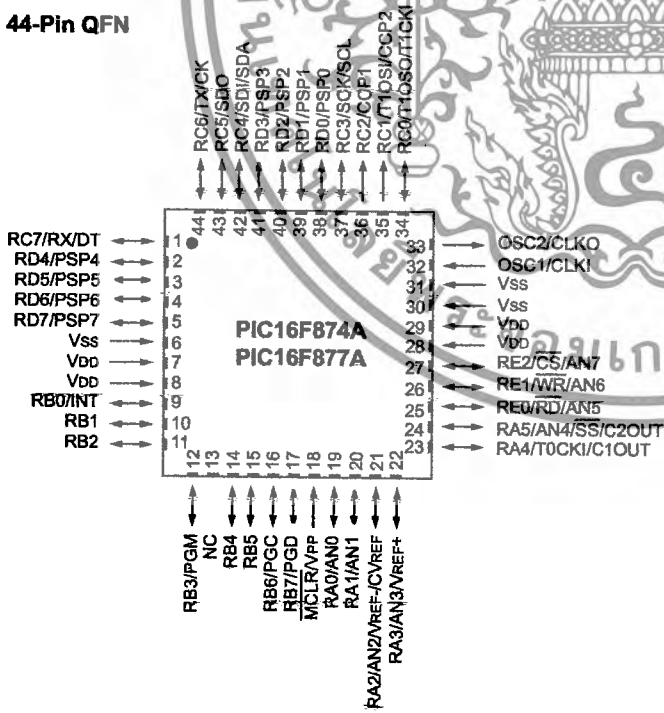 44-Pin QFN
RC6/TX/CK
RC5/SDO
RC4/SDI/SDA
RD3/PSP3
RD2/PSP2
RD1/PSP1
RD0/PSP0
RC3/SCK/SCL
RC2/CCP1
RC1/T1OSI/CCP2
RC0/T1OSO/T1CKI
44 43 42 41 40 39 38 37 36 35 34
RC7/RX/DT 1
RD4/PSP4 2
RD5/PSP5 3
RD6/PSP6 4
RD7/PSP7 5
VSS 6
VDD 7
VDD 8
RB0/INT 9
RB1 10
RB2 11
PIC16F874A
PIC16F877A
33 OSC2/CLKO
32 OSC1/CLKI
31 VSS
30 VSS
29 VDD
28 VDD
27 RE2/CS/AN7
26 RE1/WR/AN6
25 RE0/RD/AN5
24 RA5/AN4/SS/C2OUT
23 RA4/T0CKI/C1OUT
12 13 14 15 16 17 18 19 20 21 22
RB3/PGM
NC
RB4
RB5
RB6/PGC
RB7/PGD
MCLR/VPP
RA0/AN0
RA1/AN1
RA2/AN2/VREF-/CVREF
RA3/AN3/VREF+